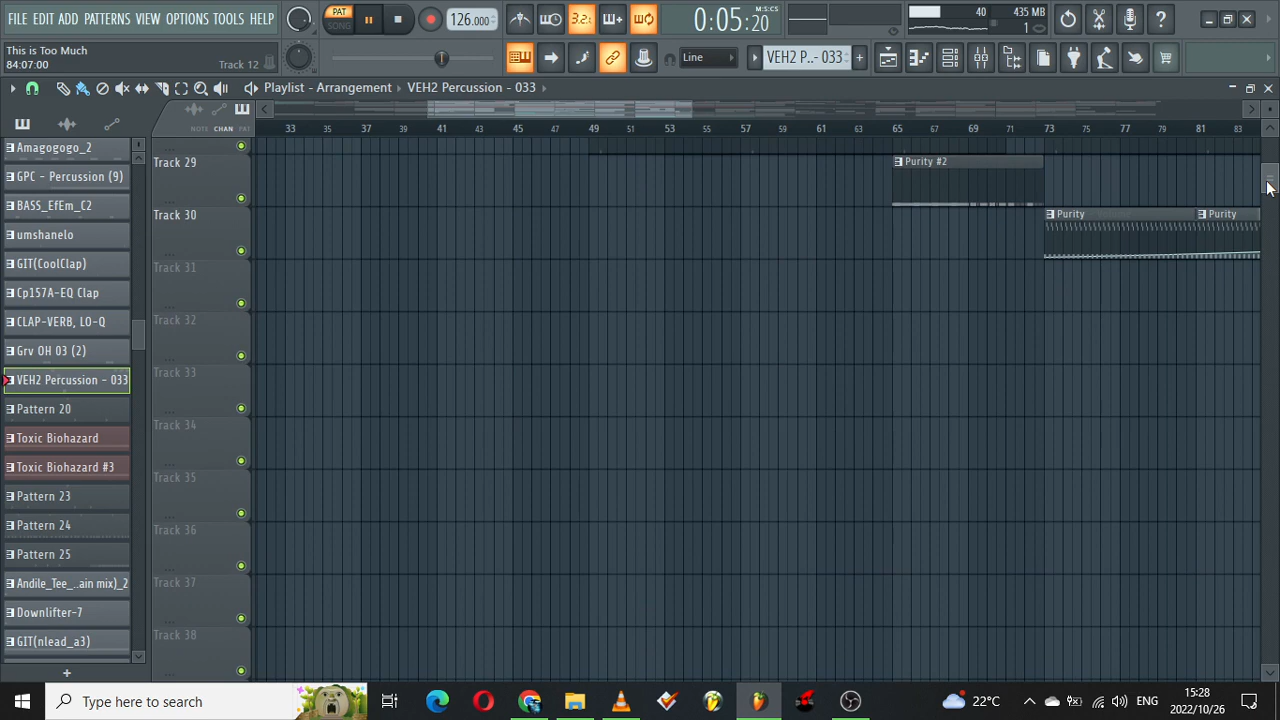 FILE EDIT ADD PATTERNS VIEW OPTIONS TOOLS HELP
PAT
SONG
126.000
3.2:
0:05:20
M:S:CS
40
435 MB
1
This is Too Much
84:07:00
Track 12
Line
VEH2 P..- 033
Playlist - Arrangement
VEH2 Percussion - 033
NOTE CHAN PAT
33 35 37 39 41 43 45 47 49 51 53 55 57 59 61 63 65 67 69 71 73 75 77 79 81 83
Amagogogo_2
GPC - Percussion (9)
BASS_EfEm_C2
umshanelo
GIT(CoolClap)
Cp157A-EQ Clap
CLAP-VERB, LO-Q
Grv OH 03 (2)
VEH2 Percussion - 033
Pattern 20
Toxic Biohazard
Toxic Biohazard #3
Pattern 23
Pattern 24
Pattern 25
Andile_Tee_..ain mix)_2
Downlifter-7
GIT(nlead_a3)
Track 29
Track 30
Track 31
Track 32
Track 33
Track 34
Track 35
Track 36
Track 37
Track 38
Purity #2
Purity
Purity
Type here to search
22°C
ENG
15:28
2022/10/26